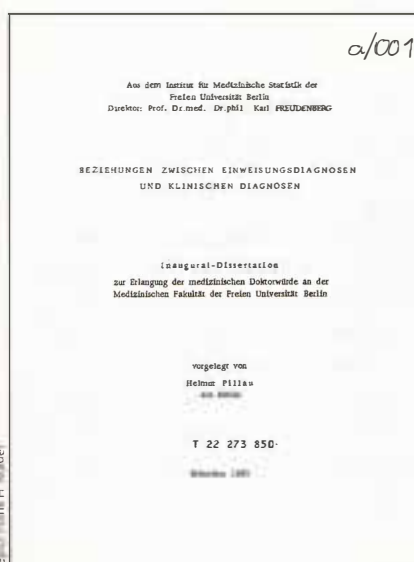 a/001
Aus dem Institut für Medizinische Statistik der
Freien Universität Berlin
Direktor: Prof. Dr.med. Dr.phil Karl FREUDENBERG
BEZIEHUNGEN ZWISCHEN EINWEISUNGSDIAGNOSEN
UND KLINISCHEN DIAGNOSEN
Inaugural-Dissertation
zur Erlangung der medizinischen Doktorwürde an der
Medizinischen Fakultät der Freien Universität Berlin
vorgelegt von
Helmut Pillau
T 22 273 850